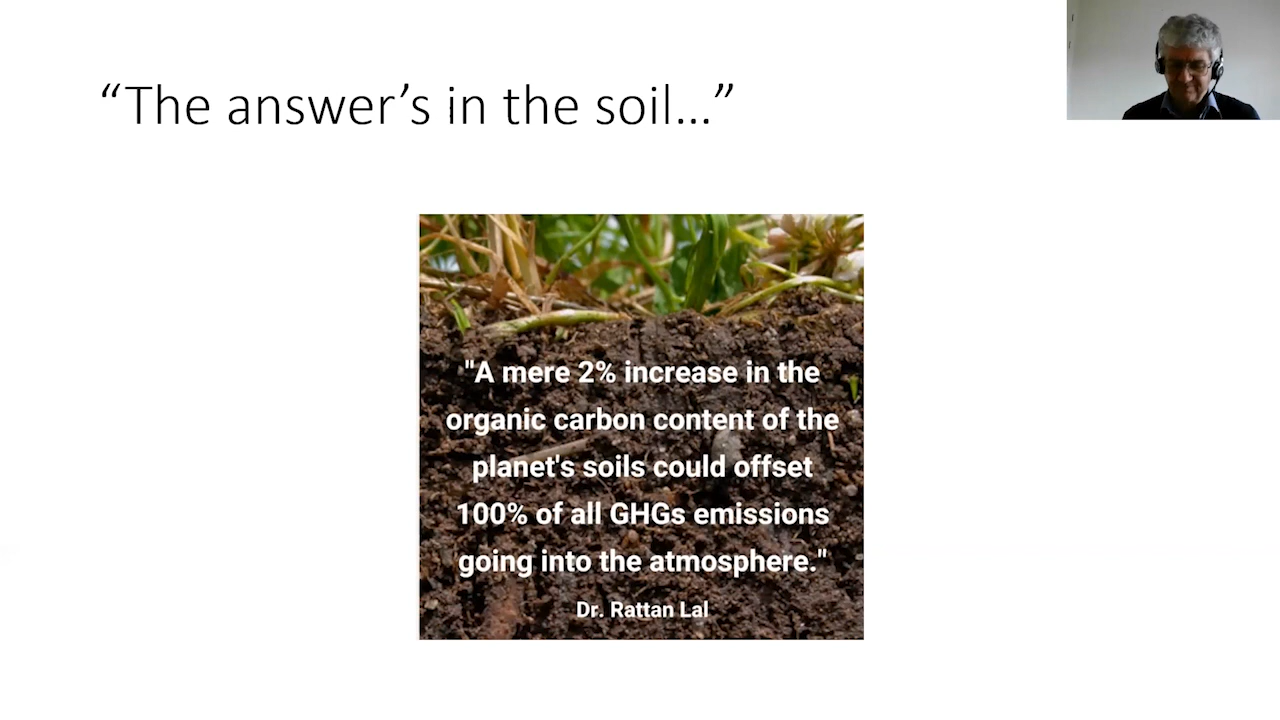 “The answer’s in the soil…”
"A mere 2% increase in the
organic carbon content of the
planet's soils could offset
100% of all GHGs emissions
going into the atmosphere."
Dr. Rattan Lal